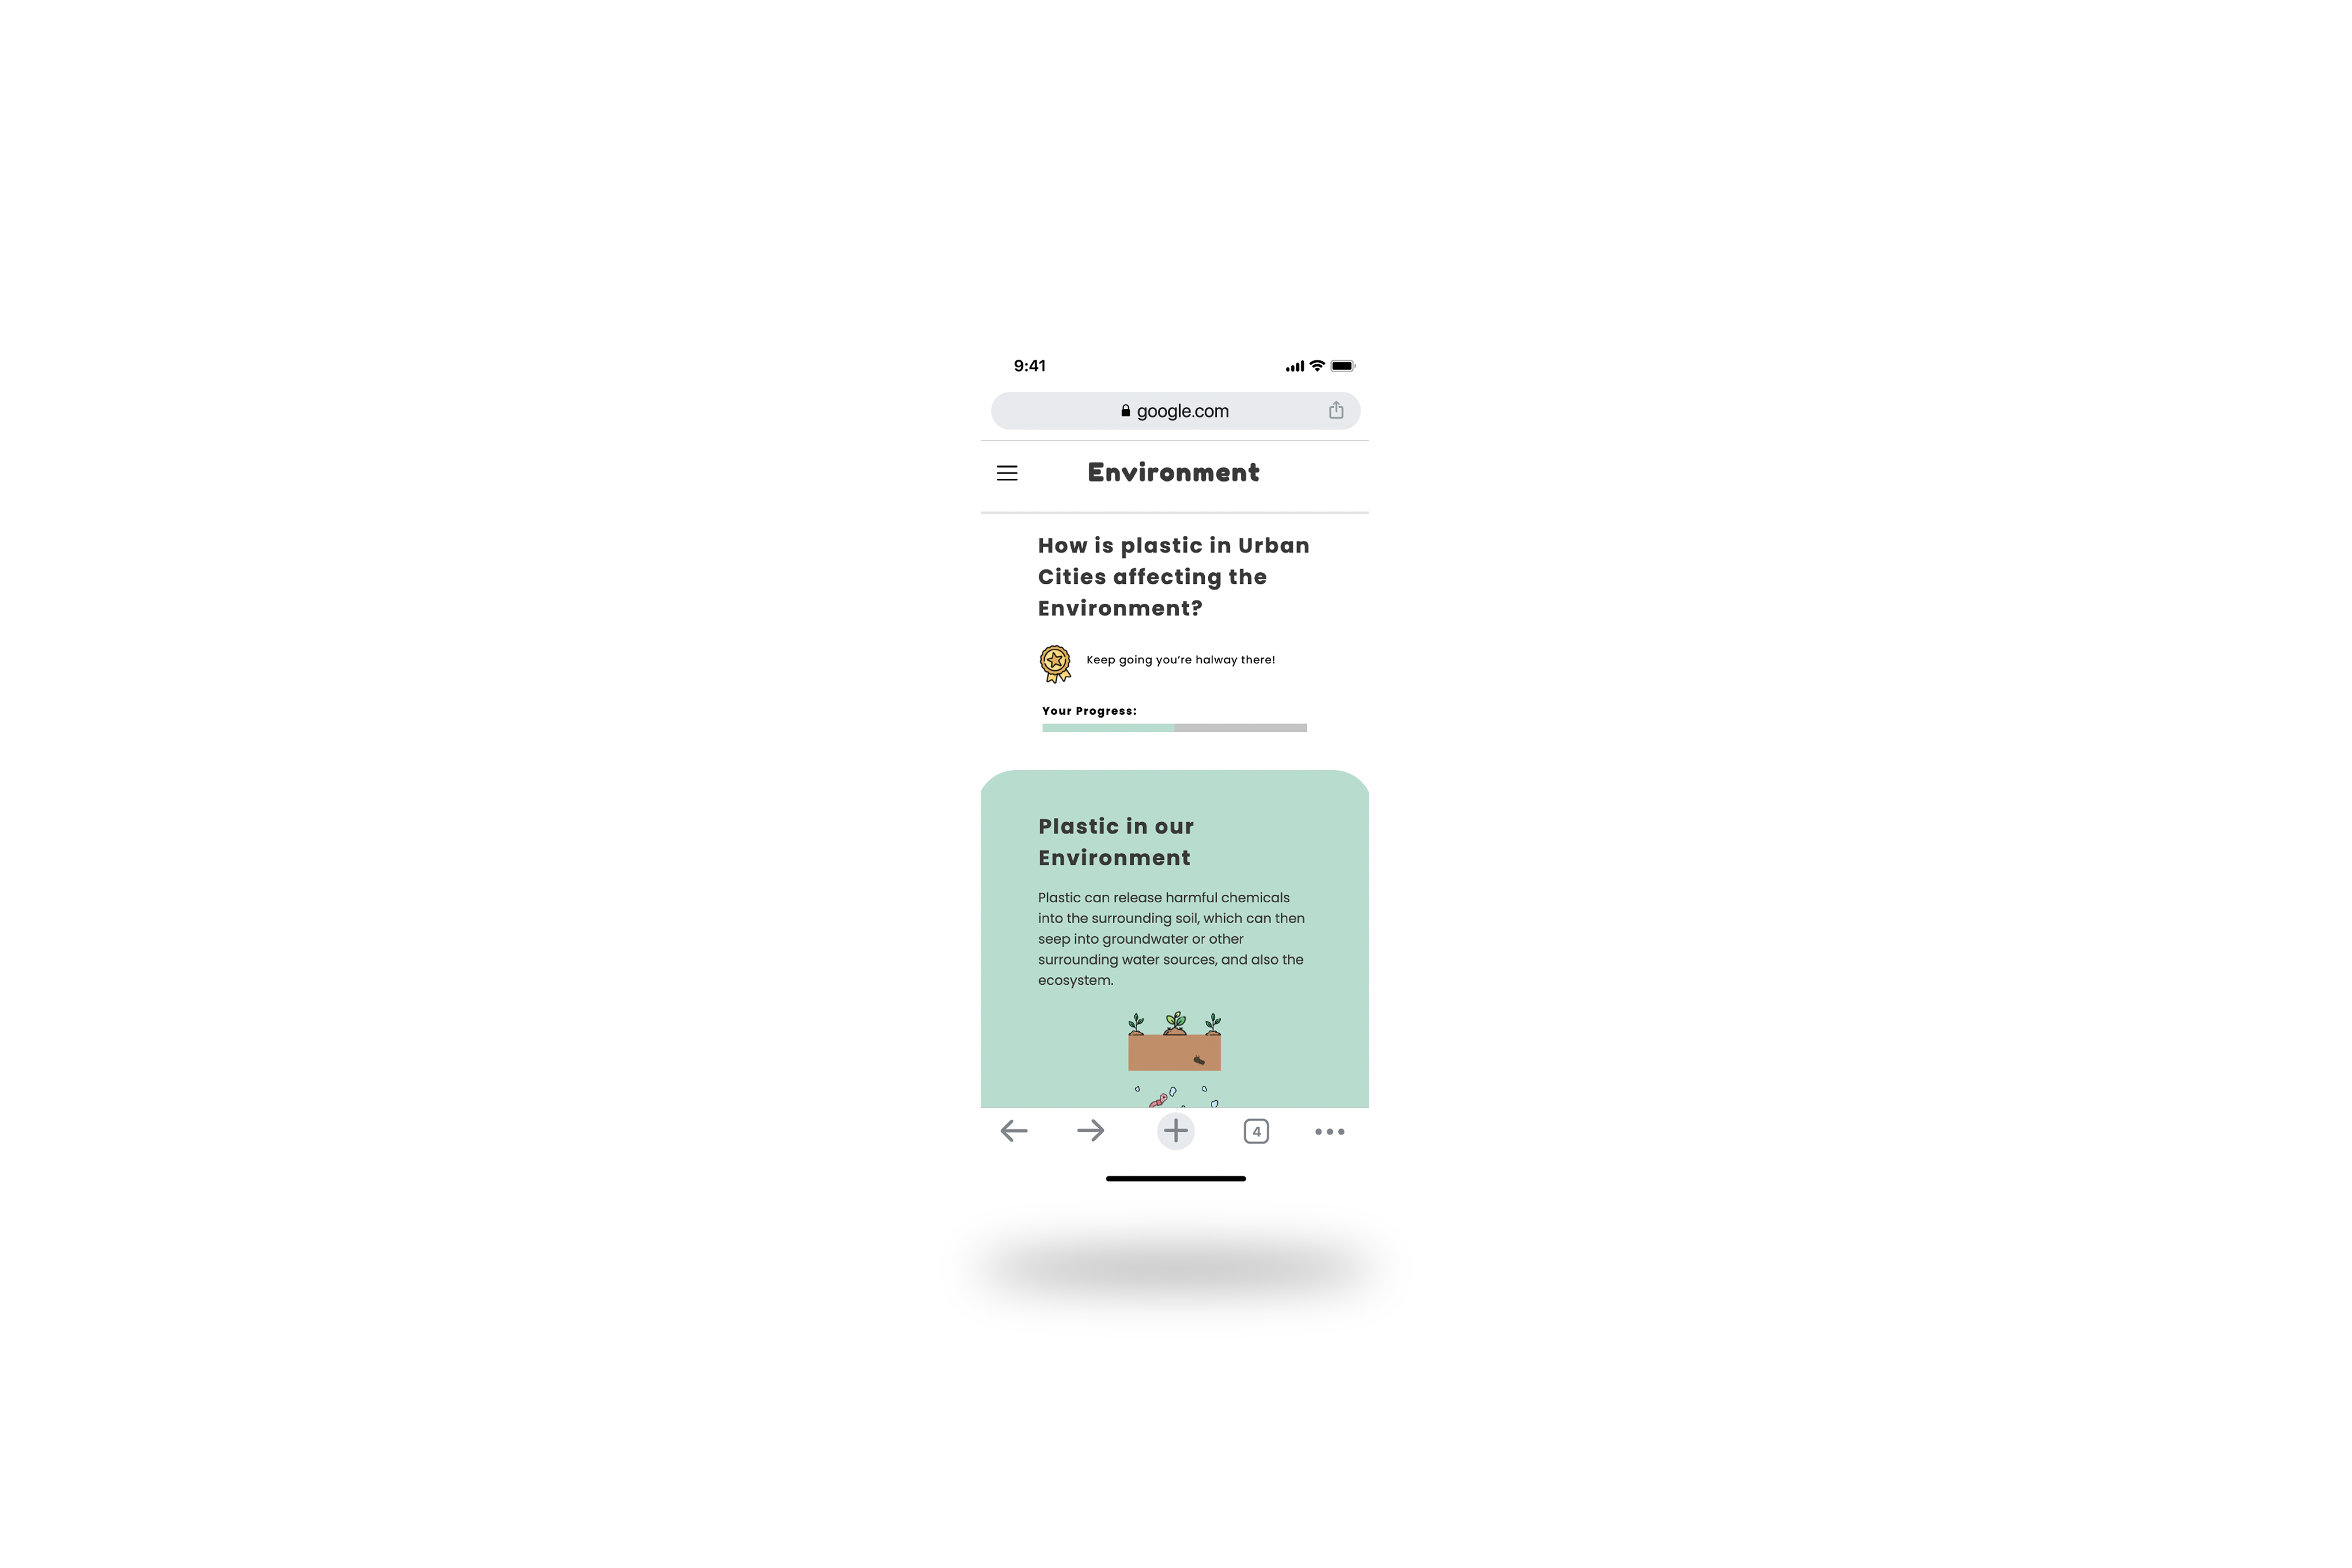 9:41
google.com
Environment
How is plastic in Urban
Cities affecting the
Environment?
Keep going you're halway there!
Your Progress:
Plastic in our
Environment
Plastic can release harmful chemicals
into the surrounding soil, which can then
seep into groundwater or other
surrounding water sources, and also the
ecosystem.
4